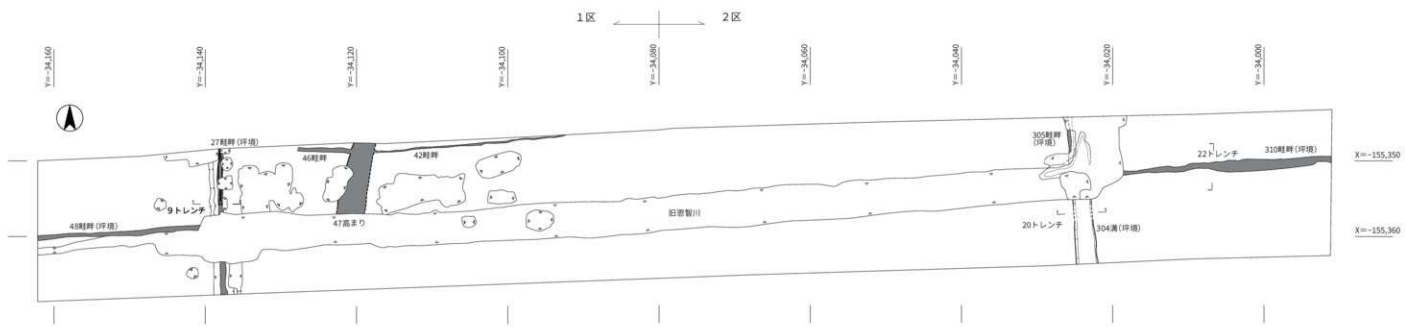 1区
2区
Y=-34,160
Y=-34,140
Y=-34,120
Y=-34,100
Y=-34,080
Y=-34,060
Y=-34,040
Y=-34,020
Y=-34,000
27畦畔(坪境)
46畦畔
42畦畔
305畦畔
(坪境)
22トレンチ
310畦畔(坪境)
X=-155,350
9トレンチ
48畦畔(坪境)
47高まり
旧恩智川
20トレンチ
304溝(坪境)
X=-155,360